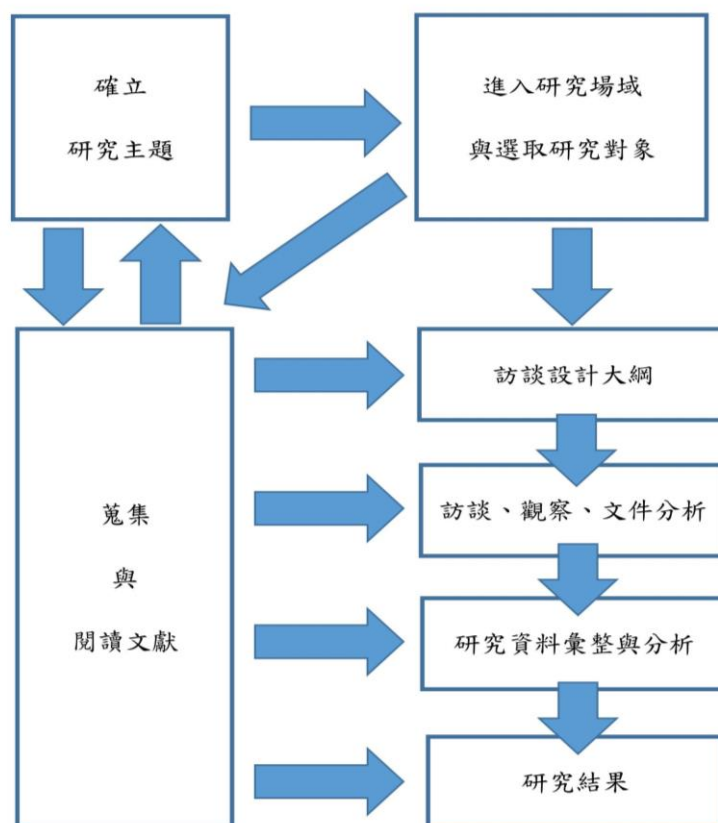 確立
研究主題
進入研究場域
與選取研究對象
訪談設計大綱
蒐集
與
閱讀文獻
訪談、觀察、文件分析
研究資料彙整與分析
研究結果